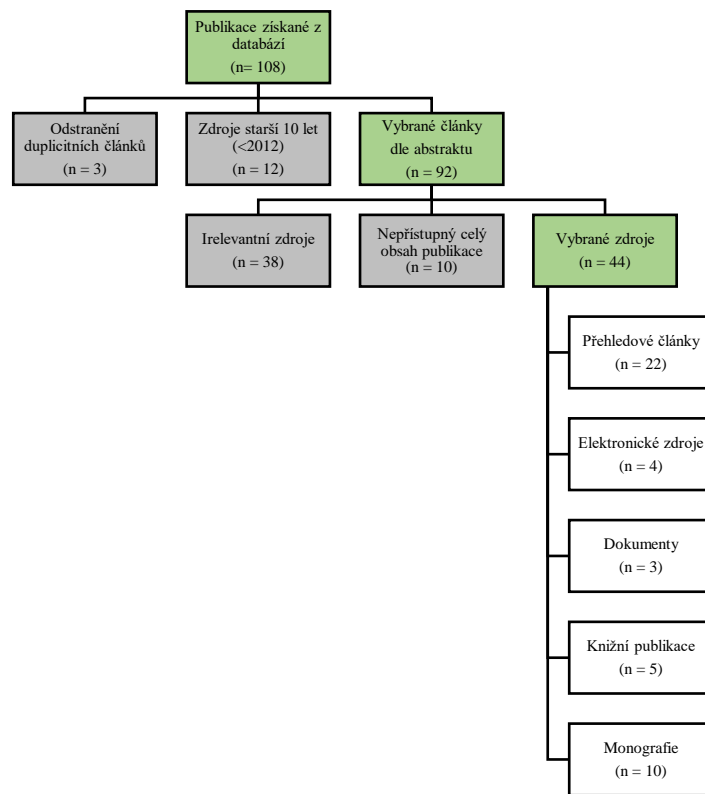 Publikace získané z
databází
(n= 108)
Odstranění
duplicitních článků
(n = 3)
Zdroje starší 10 let
(<2012)
(n = 12)
Vybrané články
dle abstraktu
(n = 92)
Irelevantní zdroje
(n = 38)
Nepřístupný celý
obsah publikace
(n = 10)
Vybrané zdroje
(n = 44)
Přehledové články
(n = 22)
Elektronické zdroje
(n = 4)
Dokumenty
(n = 3)
Knižní publikace
(n = 5)
Monografie
(n = 10)